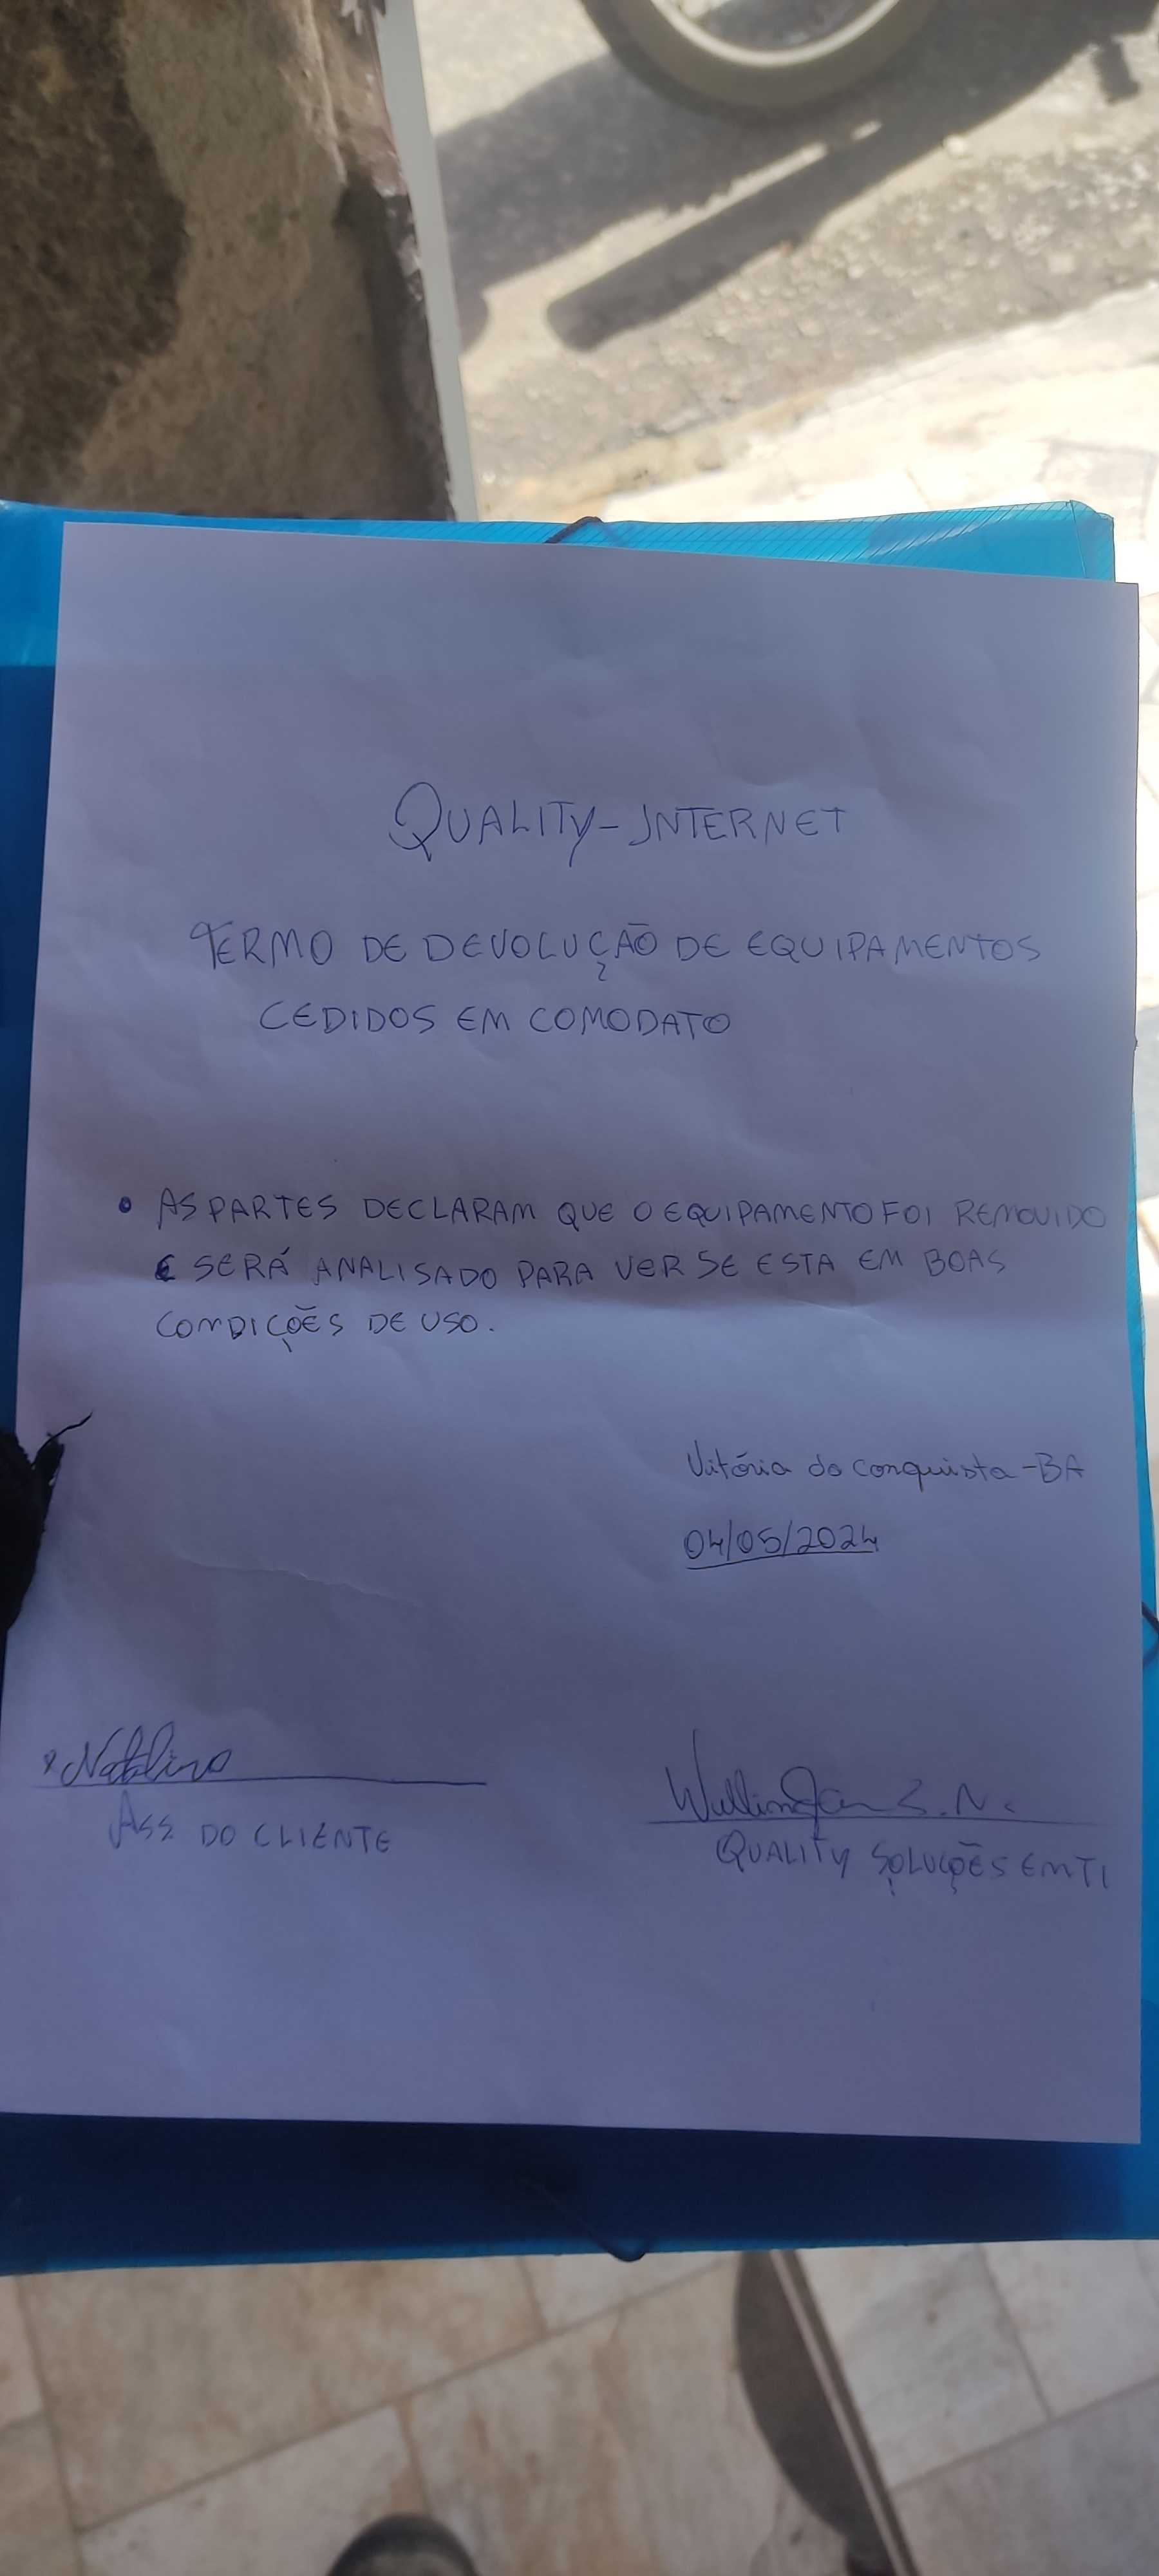 QUALITY-INTERNET
TERMO DE DEVOLUÇÃO DE EQUIPAMENTOS
CEDIDOS EM COMODATO
• AS PARTES DECLARAM QUE O EQUIPAMENTO FOI REMOVIDO
E SERÁ ANALISADO PARA VER SE ESTA EM BOAS
CONDIÇÕES DE USO.
Vitória da Conquista-BA
04/05/2024
Natalino
ASS DO CLIENTE
S.N.
QUALITY SOLUÇÕES EM TI